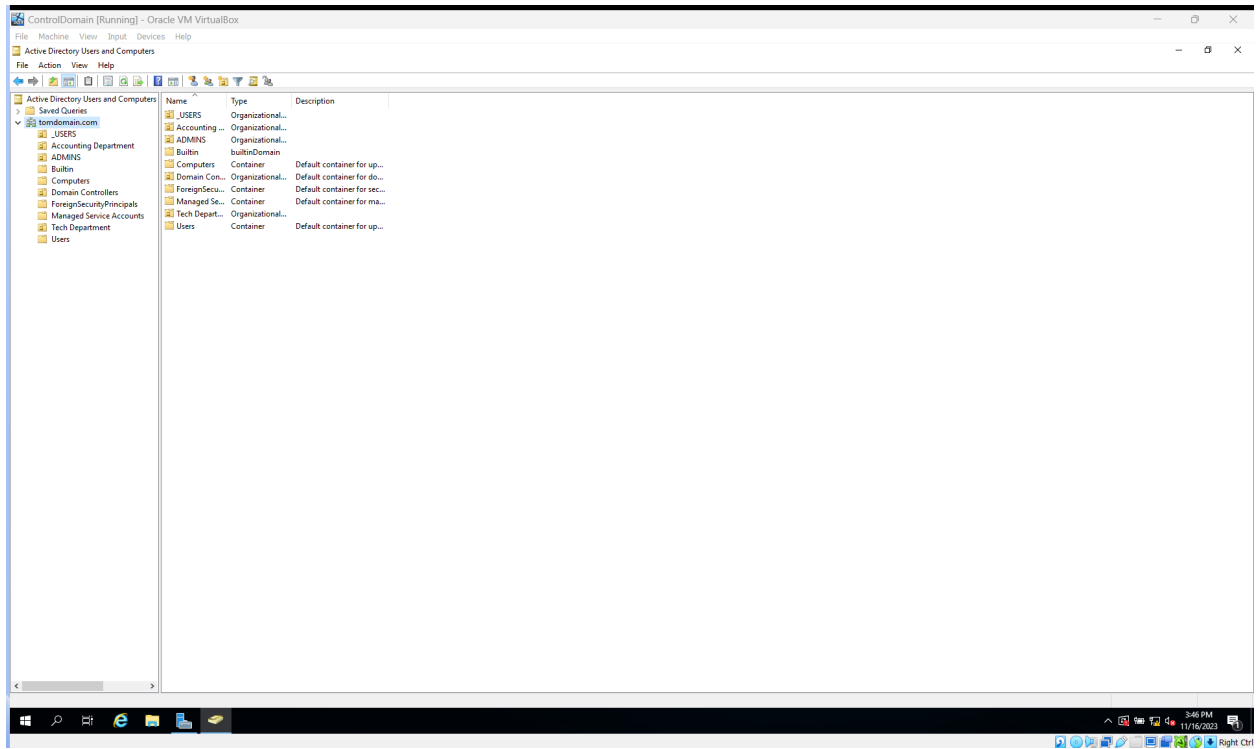 ControlDomain [Running] - Oracle VM VirtualBox
File Machine View Input Devices Help
Active Directory Users and Computers
File Action View Help
Active Directory Users and Computers
Saved Queries
tomdomain.com
_USERS
Accounting Department
ADMINS
Builtin
Computers
Domain Controllers
ForeignSecurityPrincipals
Managed Service Accounts
Tech Department
Users
Name Type Description
_USERS Organizational...
Accounting ... Organizational...
ADMINS Organizational...
Builtin builtinDomain
Computers Container Default container for up...
Domain Con... Organizational... Default container for do...
ForeignSecu... Container Default container for sec...
Managed Se... Container Default container for ma...
Tech Depart... Organizational...
Users Container Default container for up...
3:46 PM
11/16/2023
1
Right Ctrl